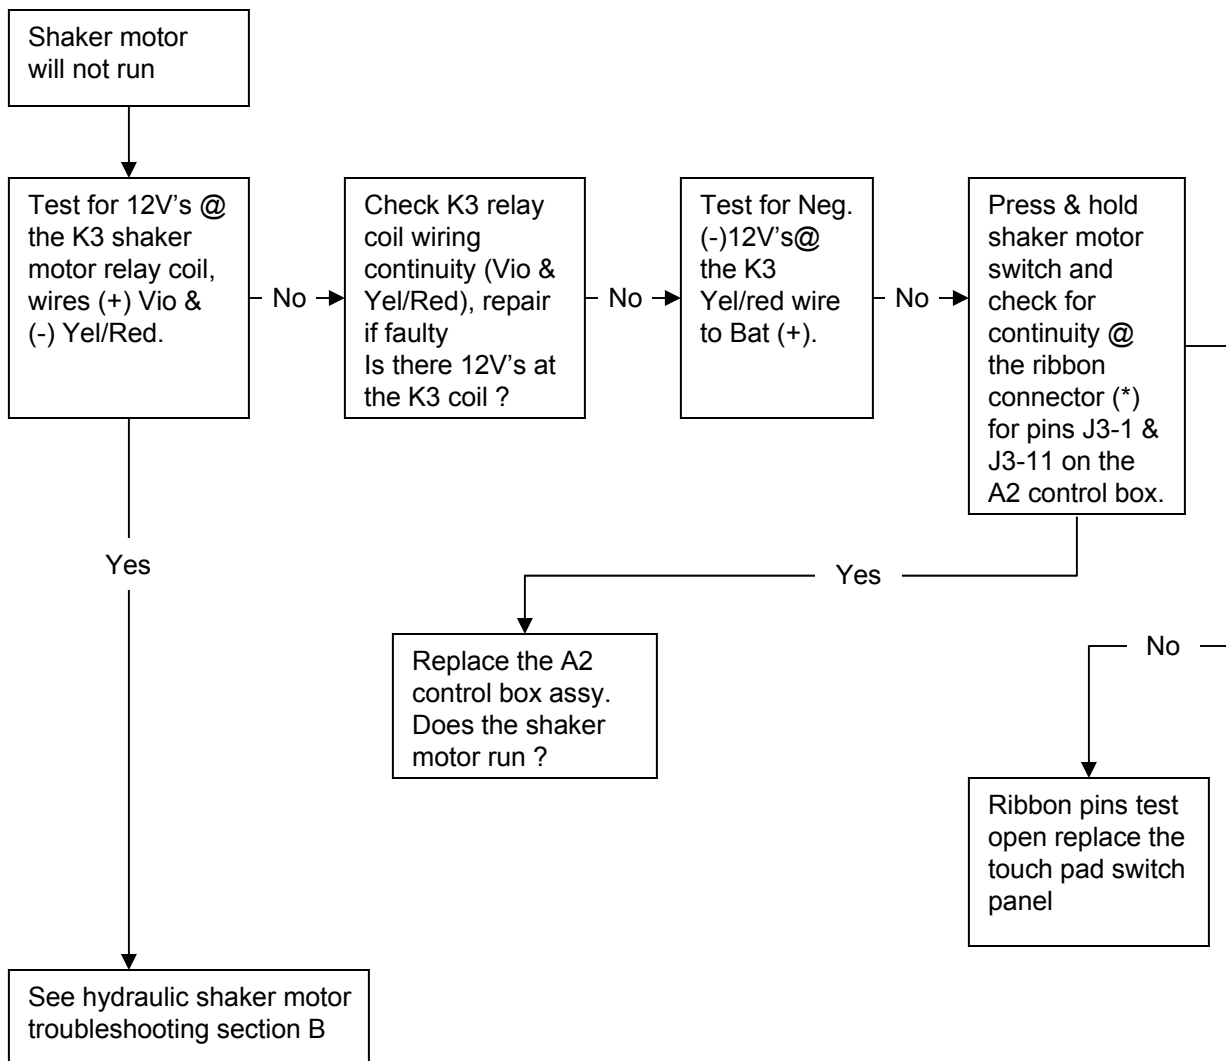 Shaker motor
will not run
Test for 12V's @
the K3 shaker
motor relay coil,
wires (+) Vio &
(-) Yel/Red.
No
Check K3 relay
coil wiring
continuity (Vio &
Yel/Red), repair
if faulty
Is there 12V's at
the K3 coil ?
No
Test for Neg.
(-)12V's@
the K3
Yel/red wire
to Bat (+).
No
Press & hold
shaker motor
switch and
check for
continuity @
the ribbon
connector (*)
for pins J3-1 &
J3-11 on the
A2 control box.
Yes
Yes
Replace the A2
control box assy.
Does the shaker
motor run ?
No
Ribbon pins test
open replace the
touch pad switch
panel
See hydraulic shaker motor
troubleshooting section B